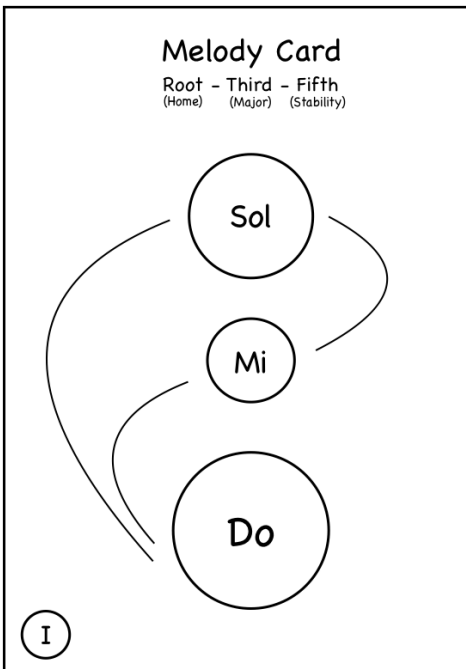 Melody Card
Root - Third - Fifth
(Home) (Major) (Stability)
Sol
Mi
Do
I